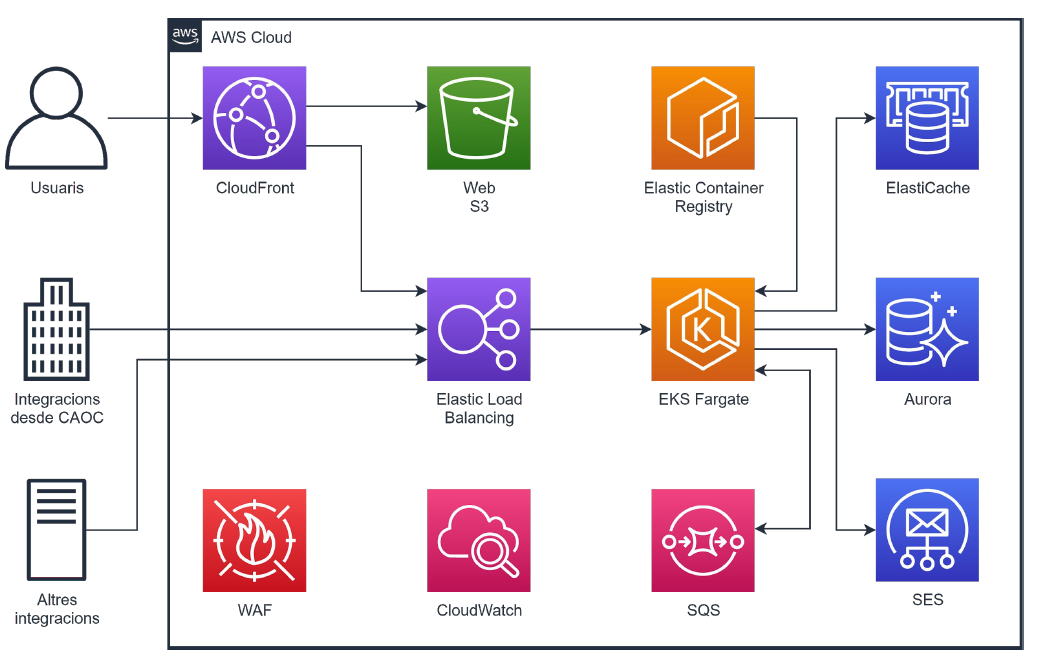 aws
AWS Cloud
Usuaris
CloudFront
Web
S3
Elastic Container
Registry
ElastiCache
Integracions
desde CAOC
Elastic Load
Balancing
K
EKS Fargate
Aurora
Altres
integracions
WAF
CloudWatch
SQS
SES